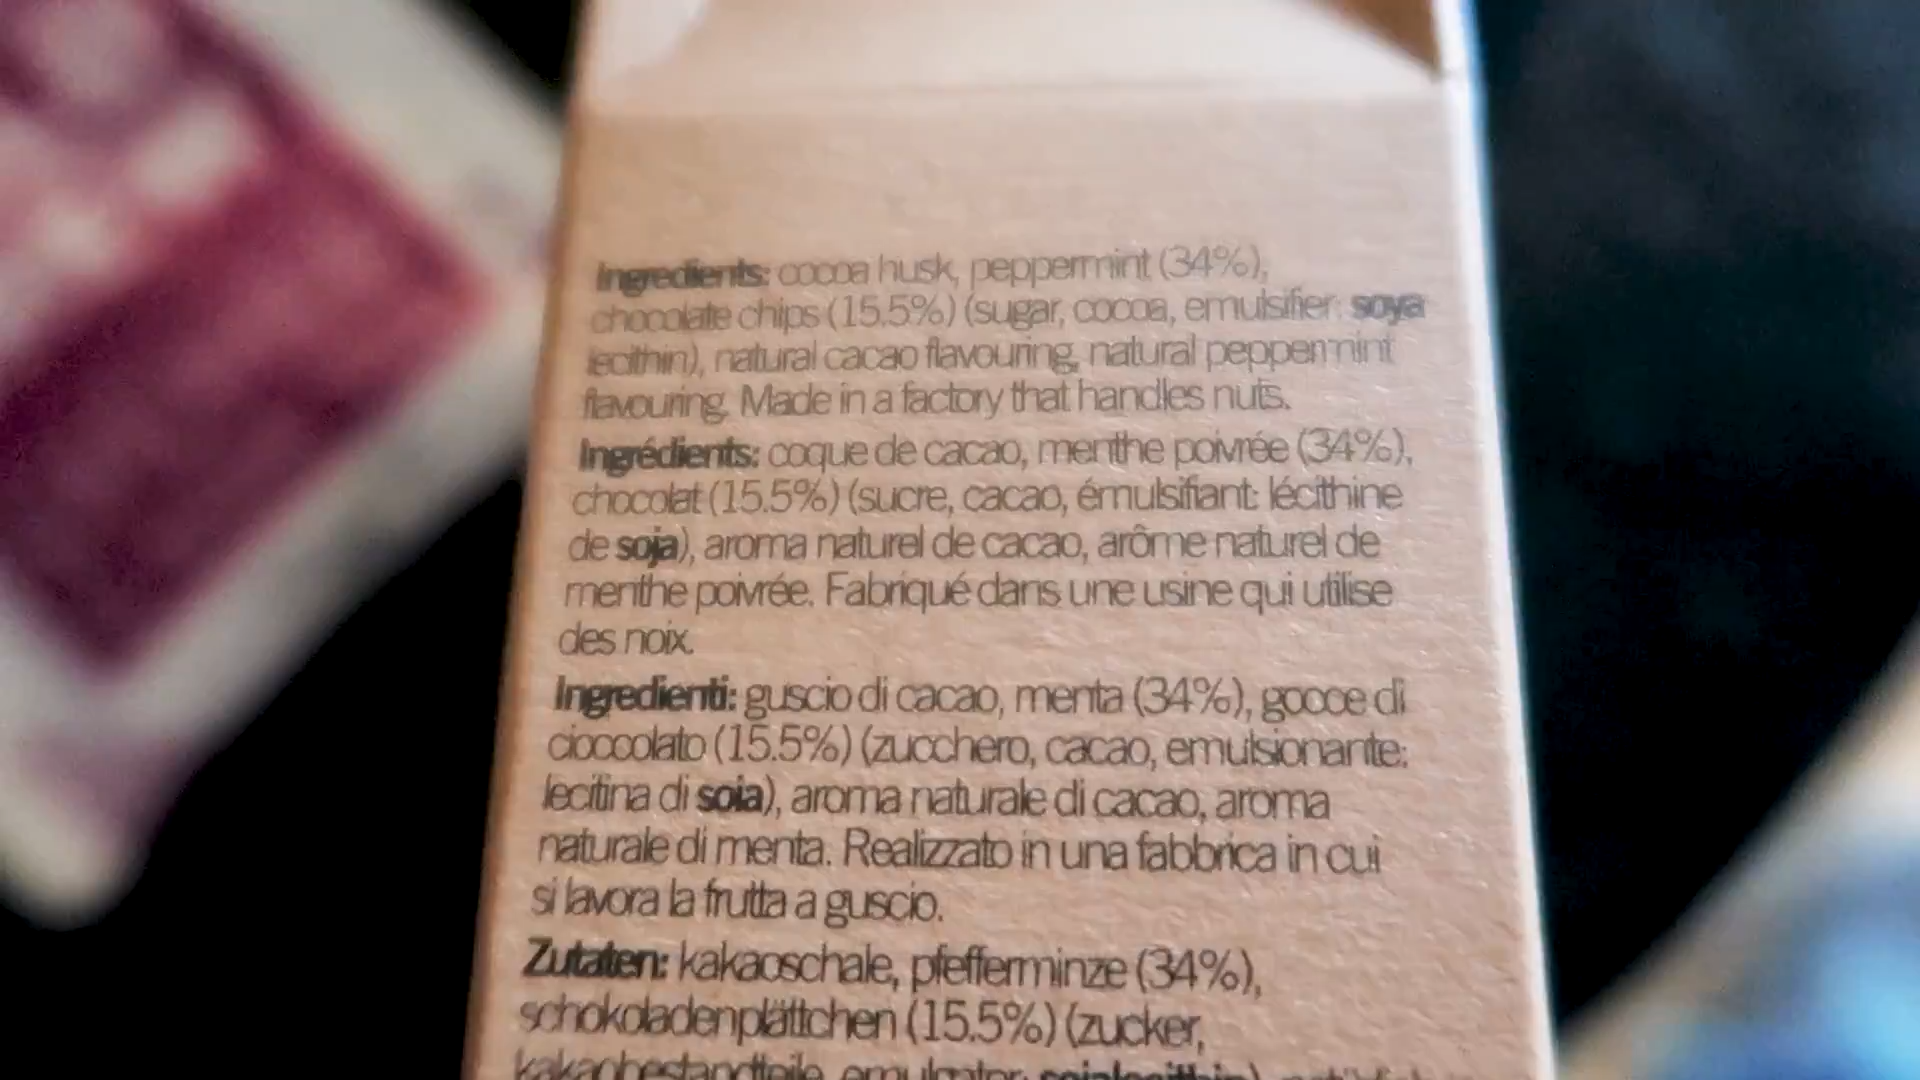 Ingredients: cocoa husk, peppermint (34%),
chocolate chips (15.5%) (sugar, cocoa, emulsifier: soya
lecithin), natural cacao flavouring, natural peppermint
flavouring. Made in a factory that handles nuts.
Ingrédients: coque de cacao, menthe poivrée (34%),
chocolat (15.5%) (sucre, cacao, émulsifiant: lécithine
de soja), aroma naturel de cacao, arôme naturel de
menthe poivrée. Fabriqué dans une usine qui utilise
des noix.
Ingredienti: guscio di cacao, menta (34%), gocce di
cioccolato (15.5%) (zucchero, cacao, emulsionante:
lecitina di soia), aroma naturale di cacao, aroma
naturale di menta. Realizzato in una fabbrica in cui
si lavora la frutta a guscio.
Zutaten: kakaoschale, pfefferminze (34%),
schokoladenplättchen (15.5%) (zucker,
kakaobestandteile, emulgator: sojalecithin),